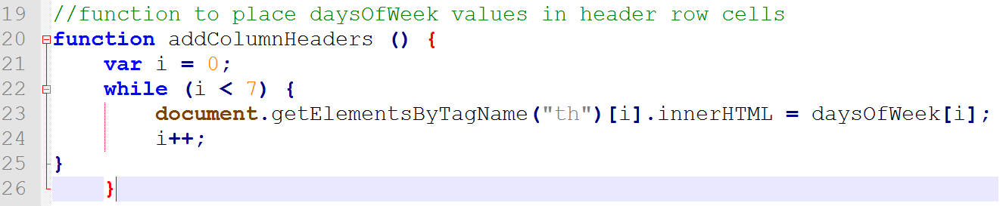 19 //function to place daysOfWeek values in header row cells
20 function addColumnHeaders () {
21     var i = 0;
22     while (i < 7) {
23         document.getElementsByTagName("th")[i].innerHTML = daysOfWeek[i];
24         i++;
25 }
26     }